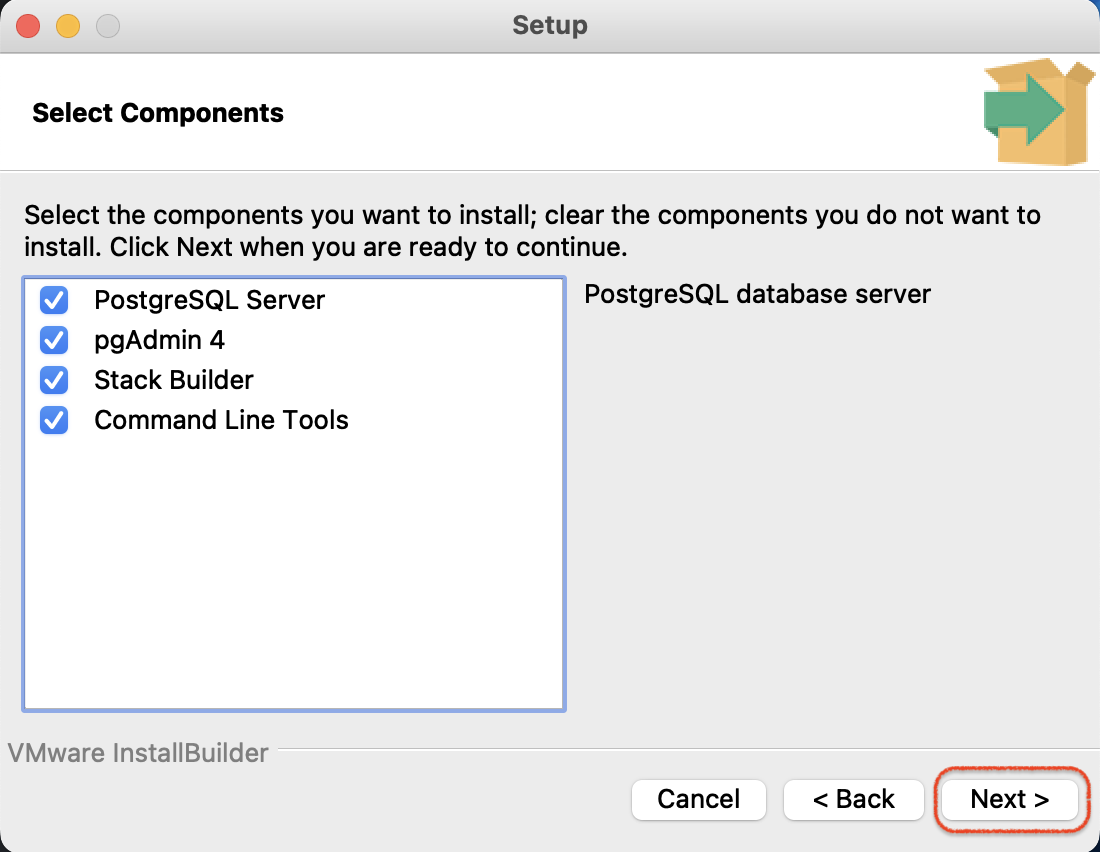 Setup
Select Components
Select the components you want to install; clear the components you do not want to
install. Click Next when you are ready to continue.
PostgreSQL Server
pgAdmin 4
Stack Builder
Command Line Tools
PostgreSQL database server
VMware InstallBuilder
Cancel
< Back
Next >